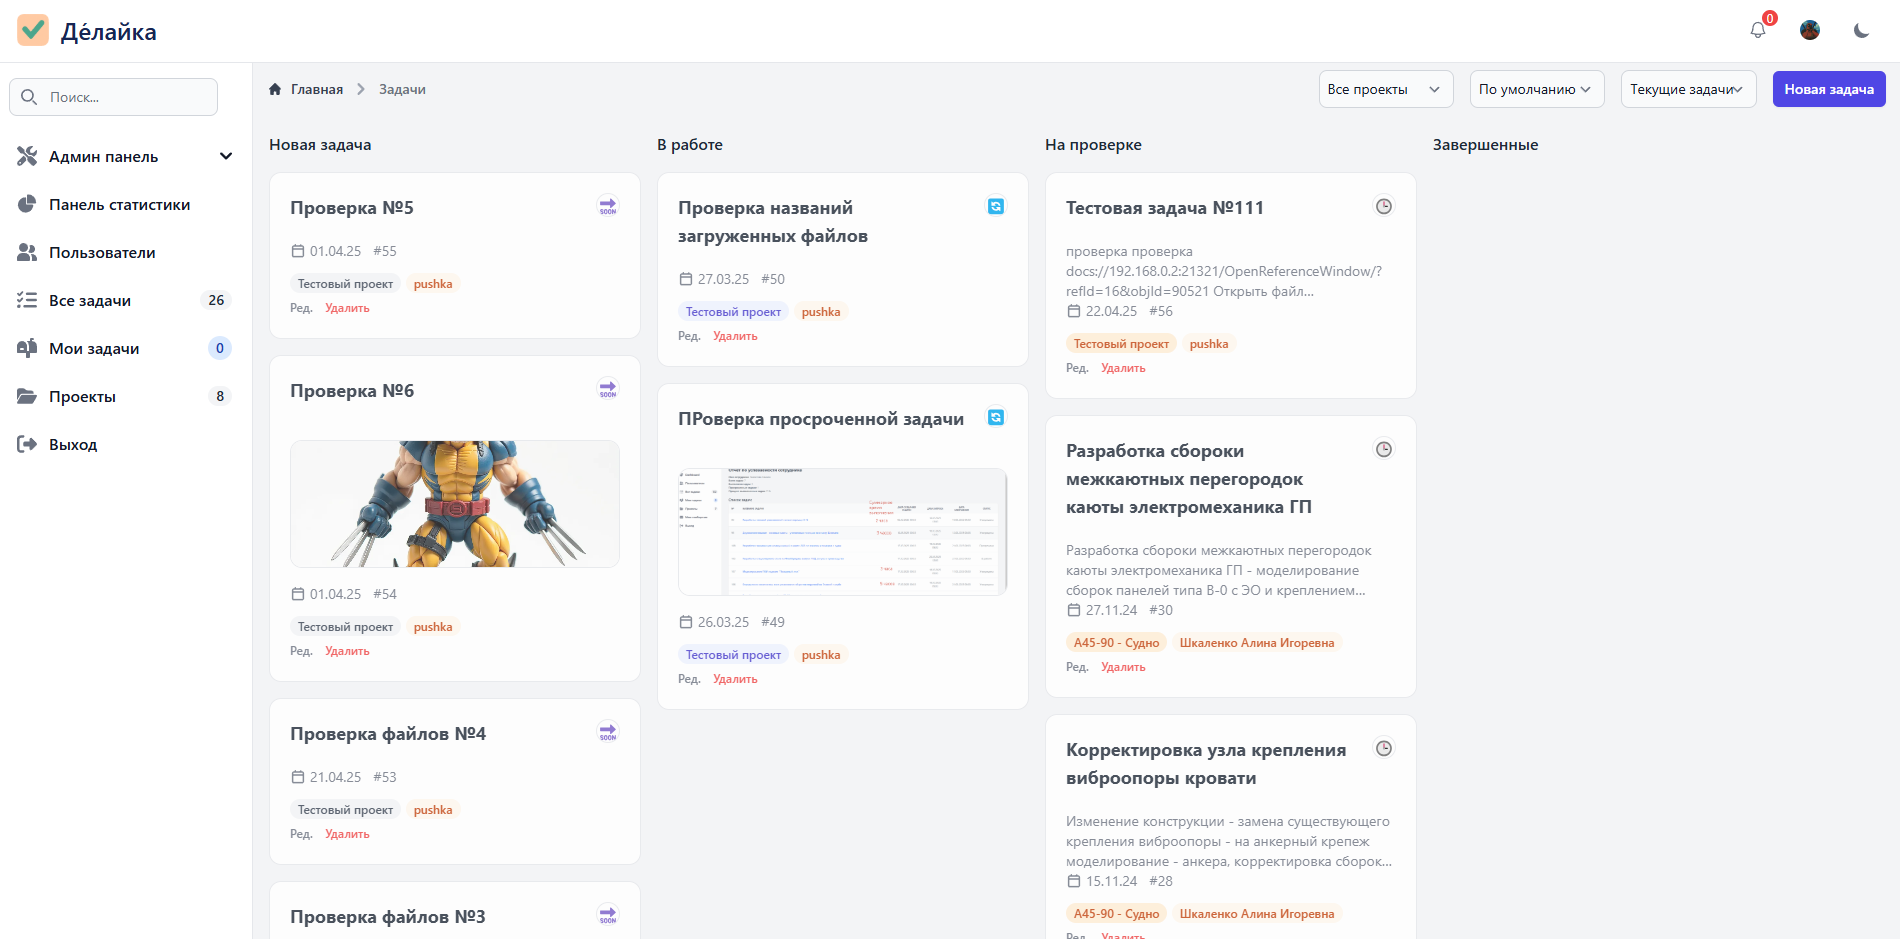 Де́лайка
0
Поиск...
Админ панель
Панель статистики
Пользователи
Все задачи 26
Мои задачи 0
Проекты 8
Выход
Главная Задачи
Все проекты
По умолчанию
Текущие задачи
Новая задача
Новая задача
Проверка №5
SOON
01.04.25 #55
Тестовый проект pushka
Ред. Удалить
Проверка №6
SOON
01.04.25 #54
Тестовый проект pushka
Ред. Удалить
Проверка файлов №4
SOON
21.04.25 #53
Тестовый проект pushka
Ред. Удалить
Проверка файлов №3
SOON
В работе
Проверка названий
загруженных файлов
27.03.25 #50
Тестовый проект pushka
Ред. Удалить
ПРоверка просроченной задачи
26.03.25 #49
Тестовый проект pushka
Ред. Удалить
На проверке
Тестовая задача №111
проверка проверка
docs://192.168.0.2:21321/OpenReferenceWindow/?
refId=16&objId=90521 Открыть файл...
22.04.25 #56
Тестовый проект pushka
Ред. Удалить
Разработка сбороки
межкаютных перегородок
каюты электромеханика ГП
Разработка сбороки межкаютных перегородок
каюты электромеханика ГП - моделирование
сборок панелей типа В-0 с ЭО и креплением...
27.11.24 #30
А45-90 - Судно Шкаленко Алина Игоревна
Ред. Удалить
Корректировка узла крепления
виброопоры кровати
Изменение конструкции - замена существующего
крепления виброопоры - на анкерный крепеж
моделирование - анкера, корректировка сборок...
15.11.24 #28
А45-90 - Судно Шкаленко Алина Игоревна
Ред. Удалить
Завершенные